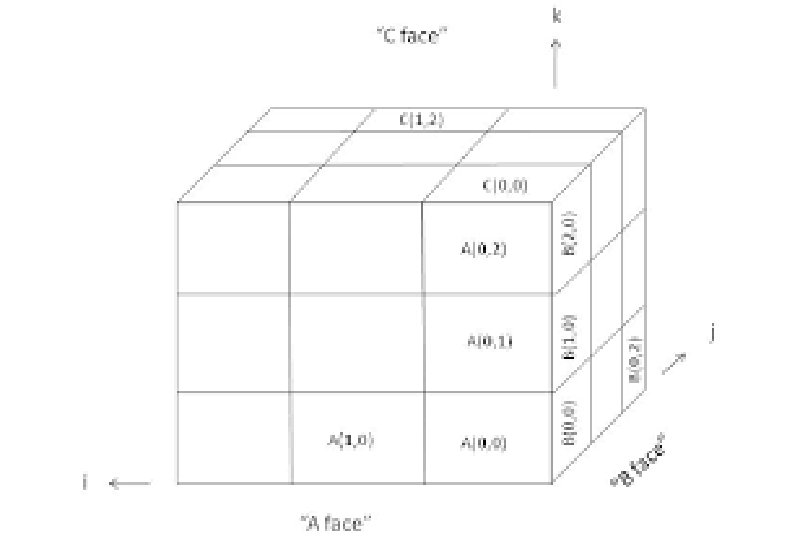 k
"C face"
C(1,2)
C(0,0)
A(0,2)
B(2,0)
A(0,1)
B(1,0)
B(0,2)
j
A(1,0)
A(0,0)
B(0,0)
"B face"
i
"A face"